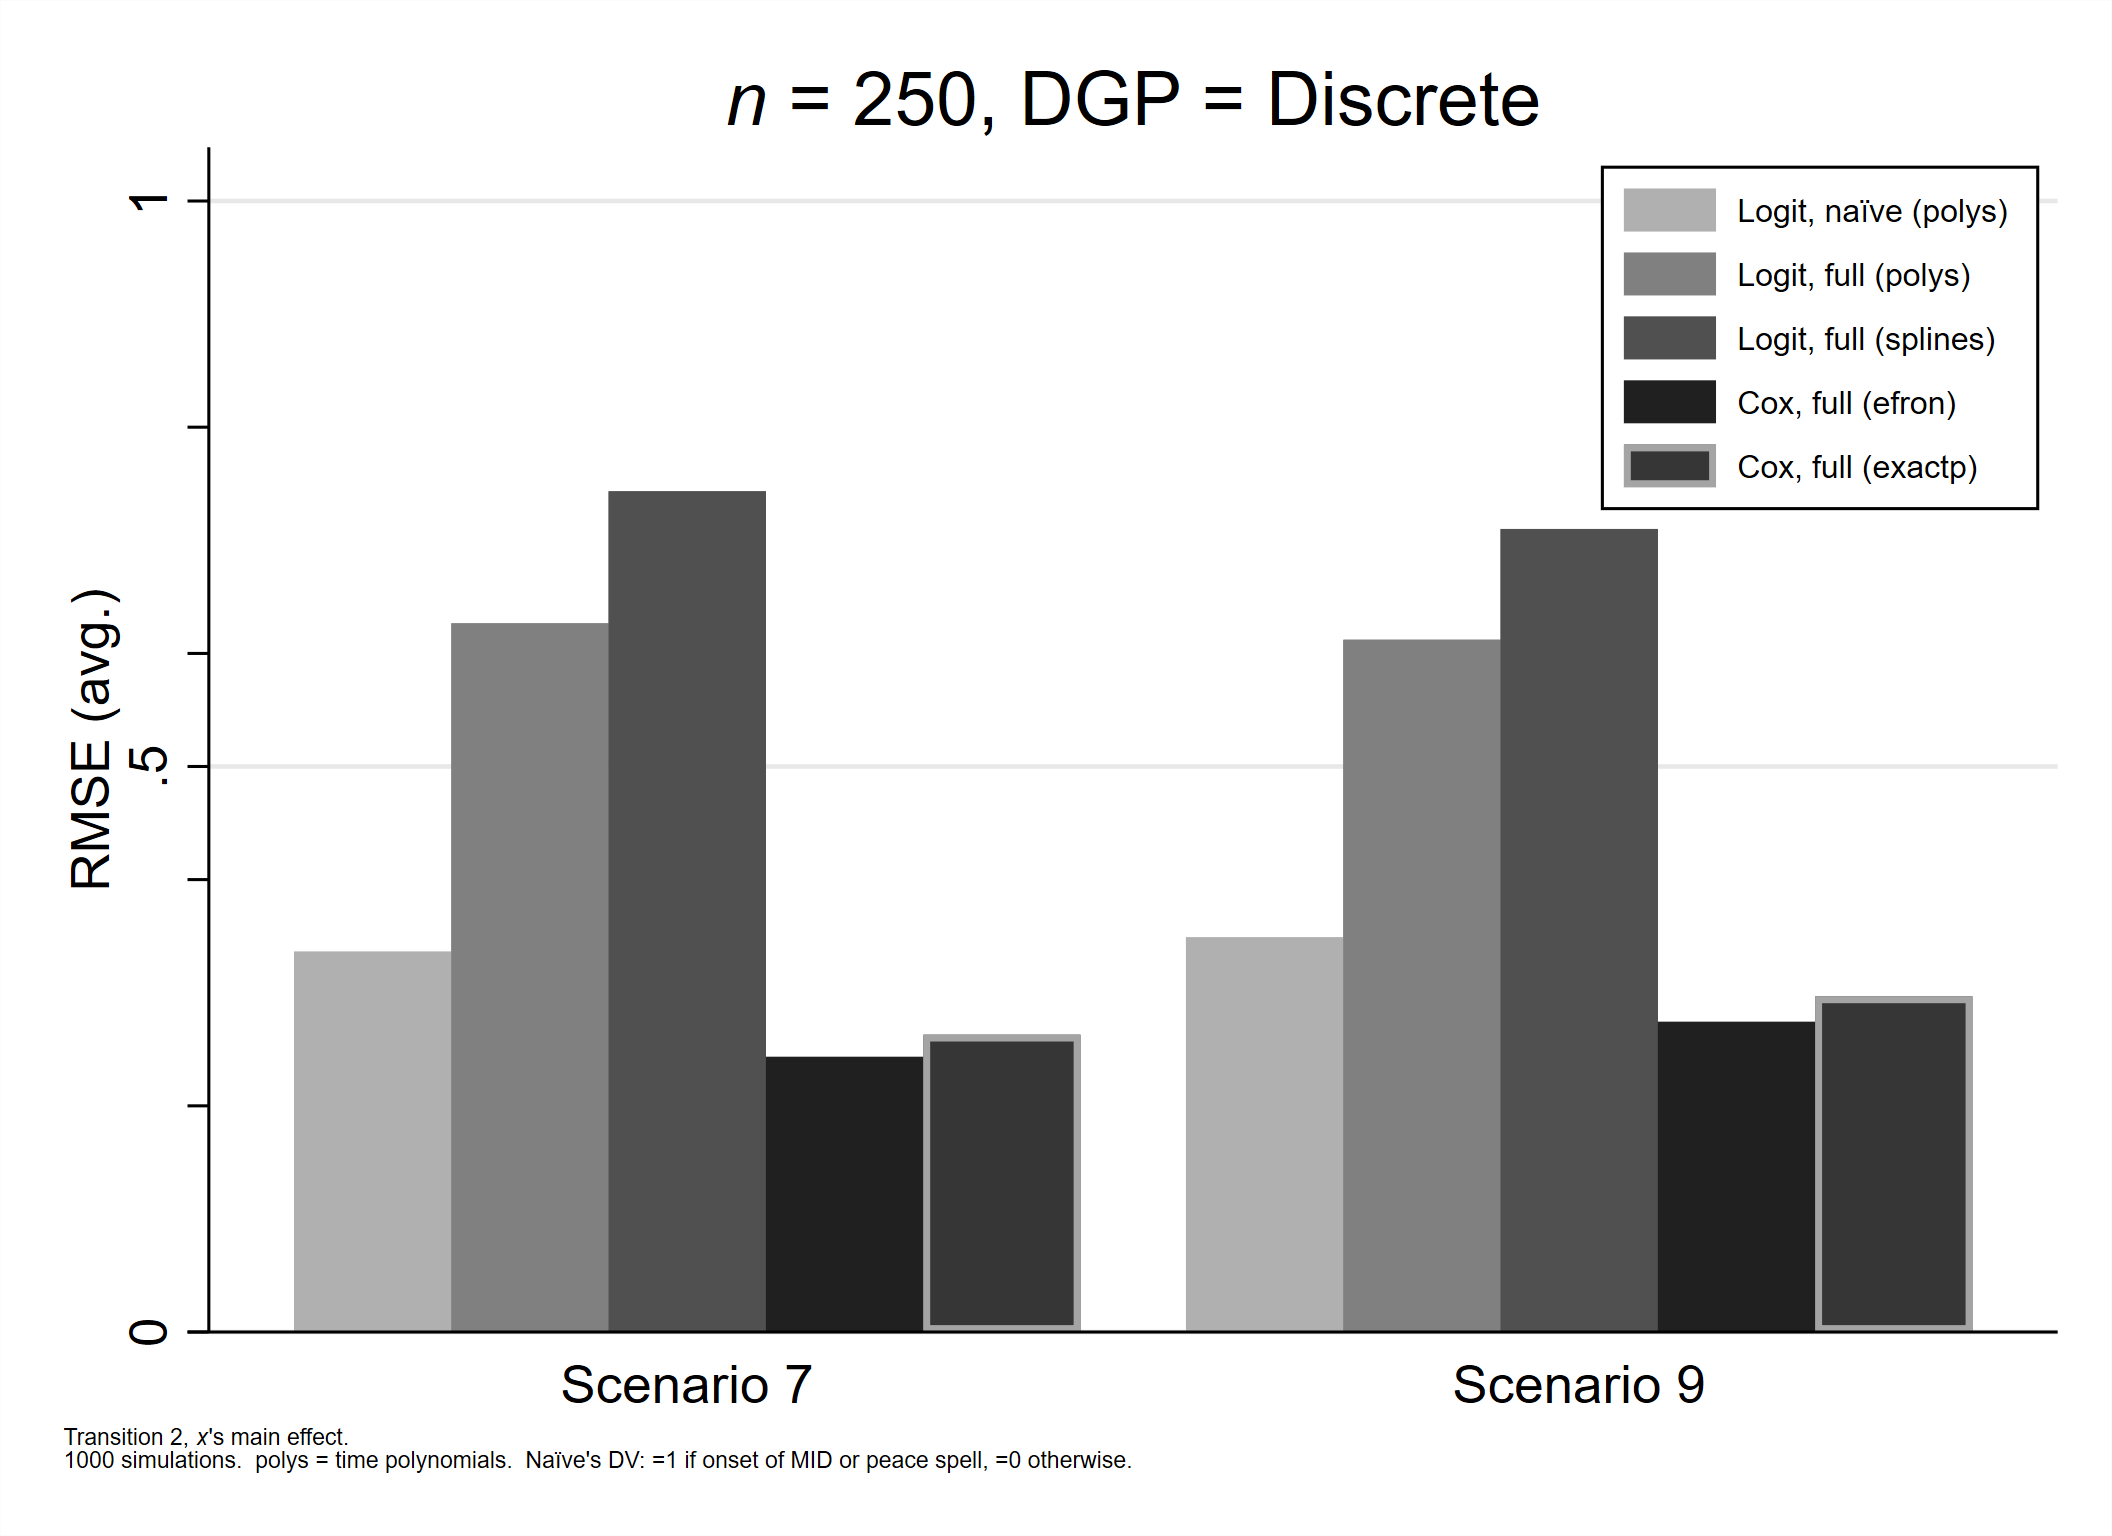 n = 250, DGP = Discrete
RMSE (avg.)
1
.5
0
Logit, naïve (polys)
Logit, full (polys)
Logit, full (splines)
Cox, full (efron)
Cox, full (exactp)
Scenario 7
Scenario 9
Transition 2, x's main effect.
1000 simulations.  polys = time polynomials.  Naïve's DV: =1 if onset of MID or peace spell, =0 otherwise.